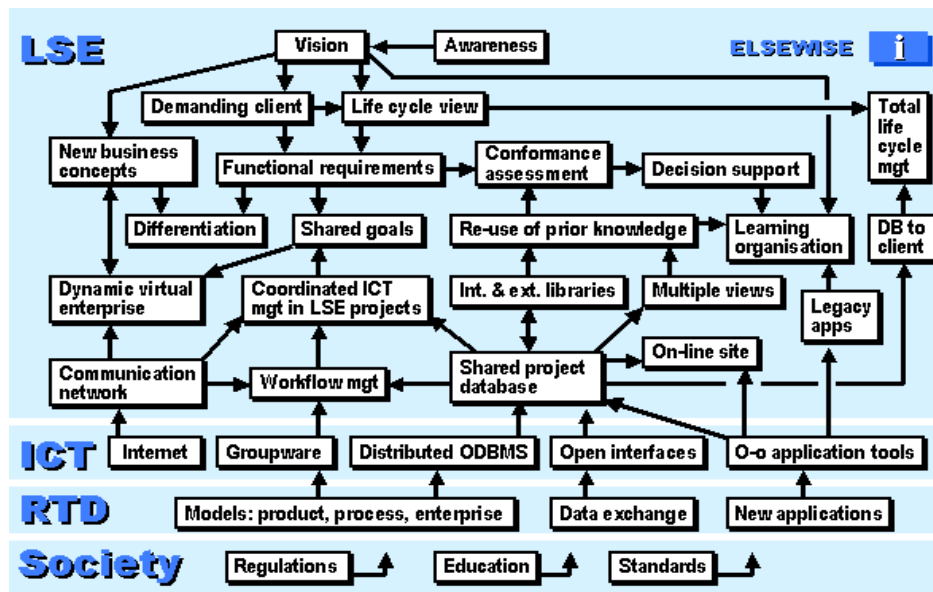 LSE
Vision
Awareness
ELSEWISE
i
Demanding client
Life cycle view
Total
life
cycle
mgt
New business
concepts
Functional requirements
Conformance
assessment
Decision support
Differentiation
Shared goals
Re-use of prior knowledge
Learning
organisation
DB to
client
Dynamic virtual
enterprise
Coordinated ICT
mgt in LSE projects
Int. & ext. libraries
Multiple views
Legacy
apps
Communication
network
Workflow mgt
Shared project
database
On-line site
ICT
Internet
Groupware
Distributed ODBMS
Open interfaces
O-o application tools
RTD
Models: product, process, enterprise
Data exchange
New applications
Society
Regulations
Education
Standards